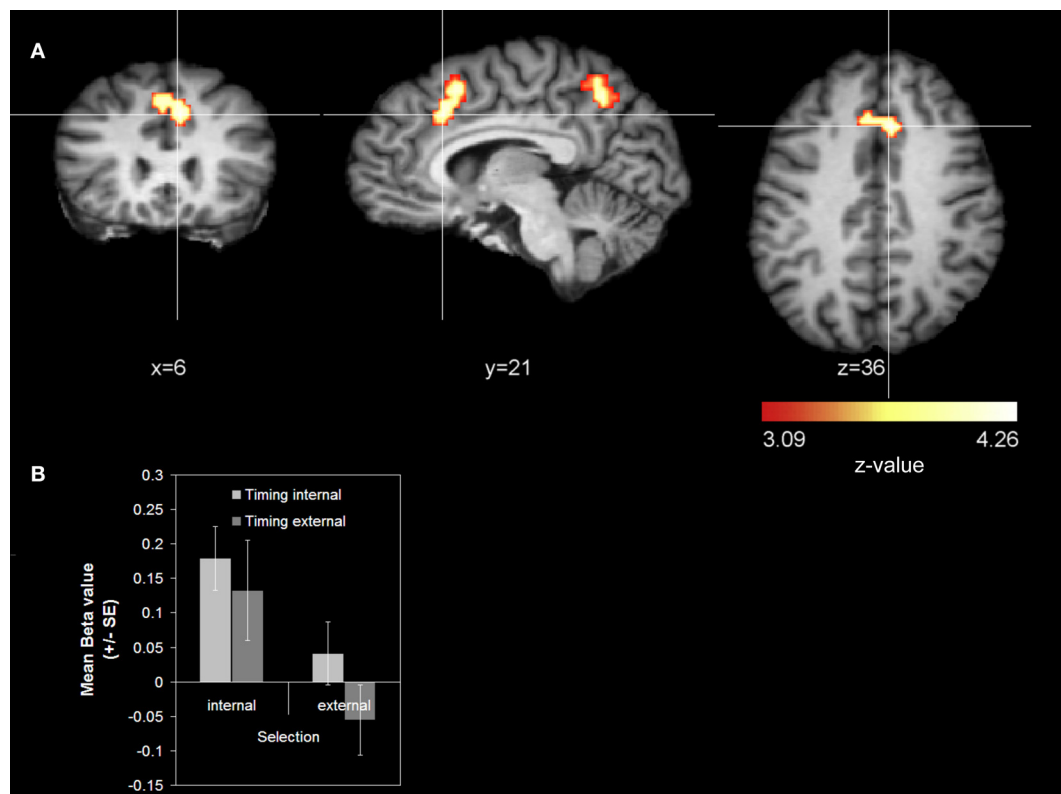 A
x=6
y=21
z=36
3.09 4.26
z-value
B
0.3
0.25
0.2
0.15
0.1
0.05
0
-0.05
-0.1
-0.15
Mean Beta value
(+/- SE)
Timing internal
Timing external
internal external
Selection